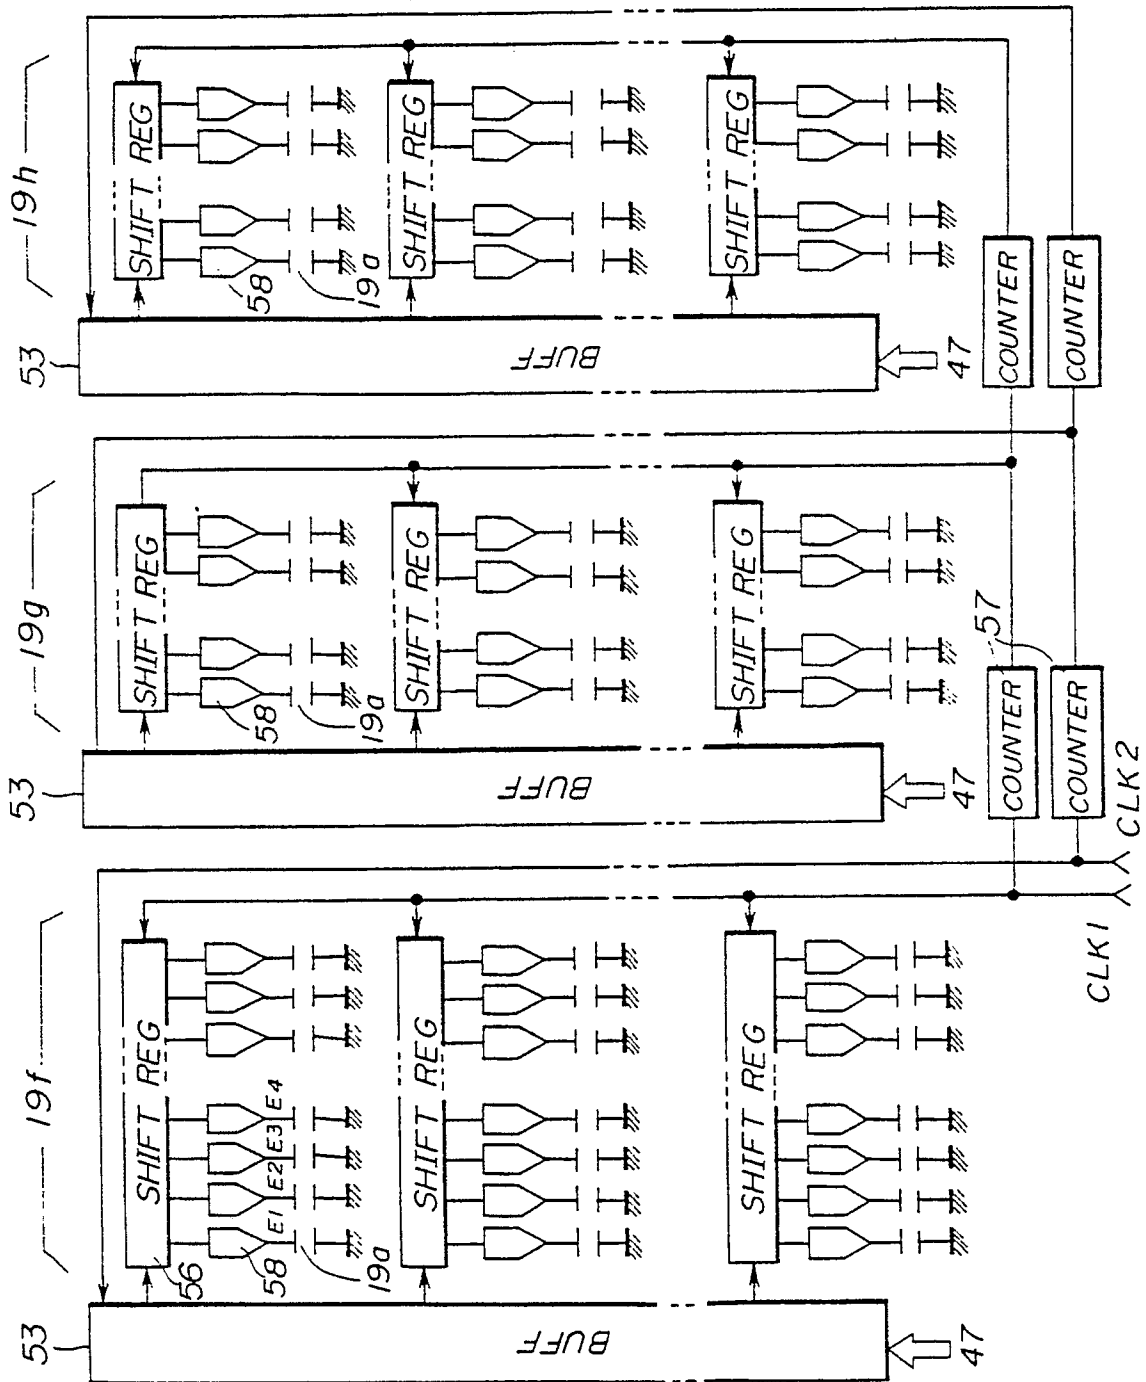 19f
19g
19h
53
BUFF
47
53
BUFF
47
53
BUFF
47
SHIFT REG
56
58
E1 E2 E3 E4
19a
SHIFT REG
SHIFT REG
SHIFT REG
58
19a
SHIFT REG
SHIFT REG
SHIFT REG
58
19a
SHIFT REG
SHIFT REG
CLK1
CLK2
COUNTER
COUNTER
57
COUNTER
COUNTER